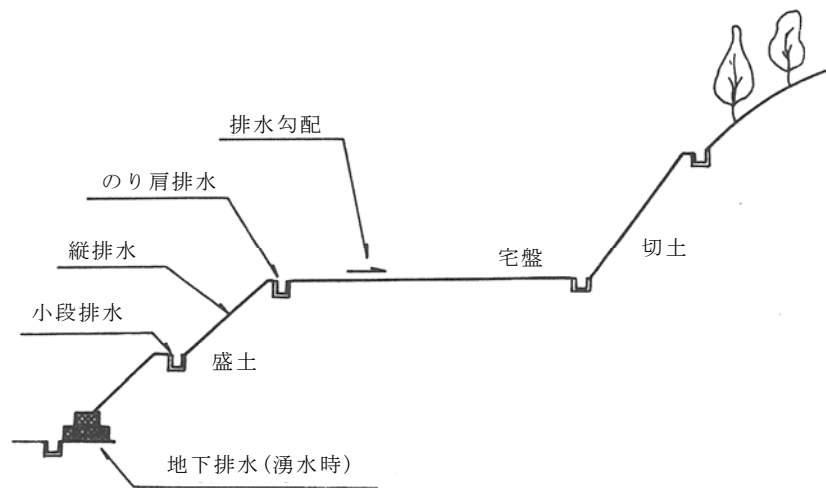 排水勾配
のり肩排水
縦排水
宅盤
切土
小段排水
盛土
地下排水(湧水時)